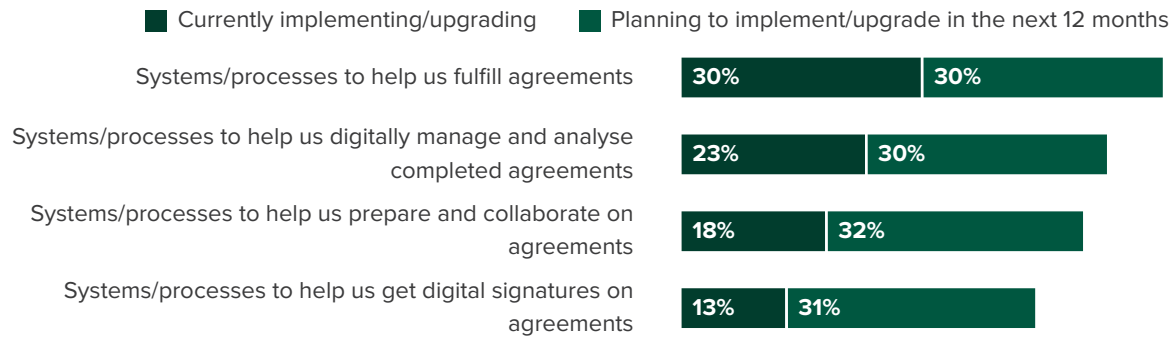 Currently implementing/upgrading Planning to implement/upgrade in the next 12 months
Systems/processes to help us fulfill agreements 30% 30%
Systems/processes to help us digitally manage and analyse
completed agreements 23% 30%
Systems/processes to help us prepare and collaborate on
agreements 18% 32%
Systems/processes to help us get digital signatures on
agreements 13% 31%